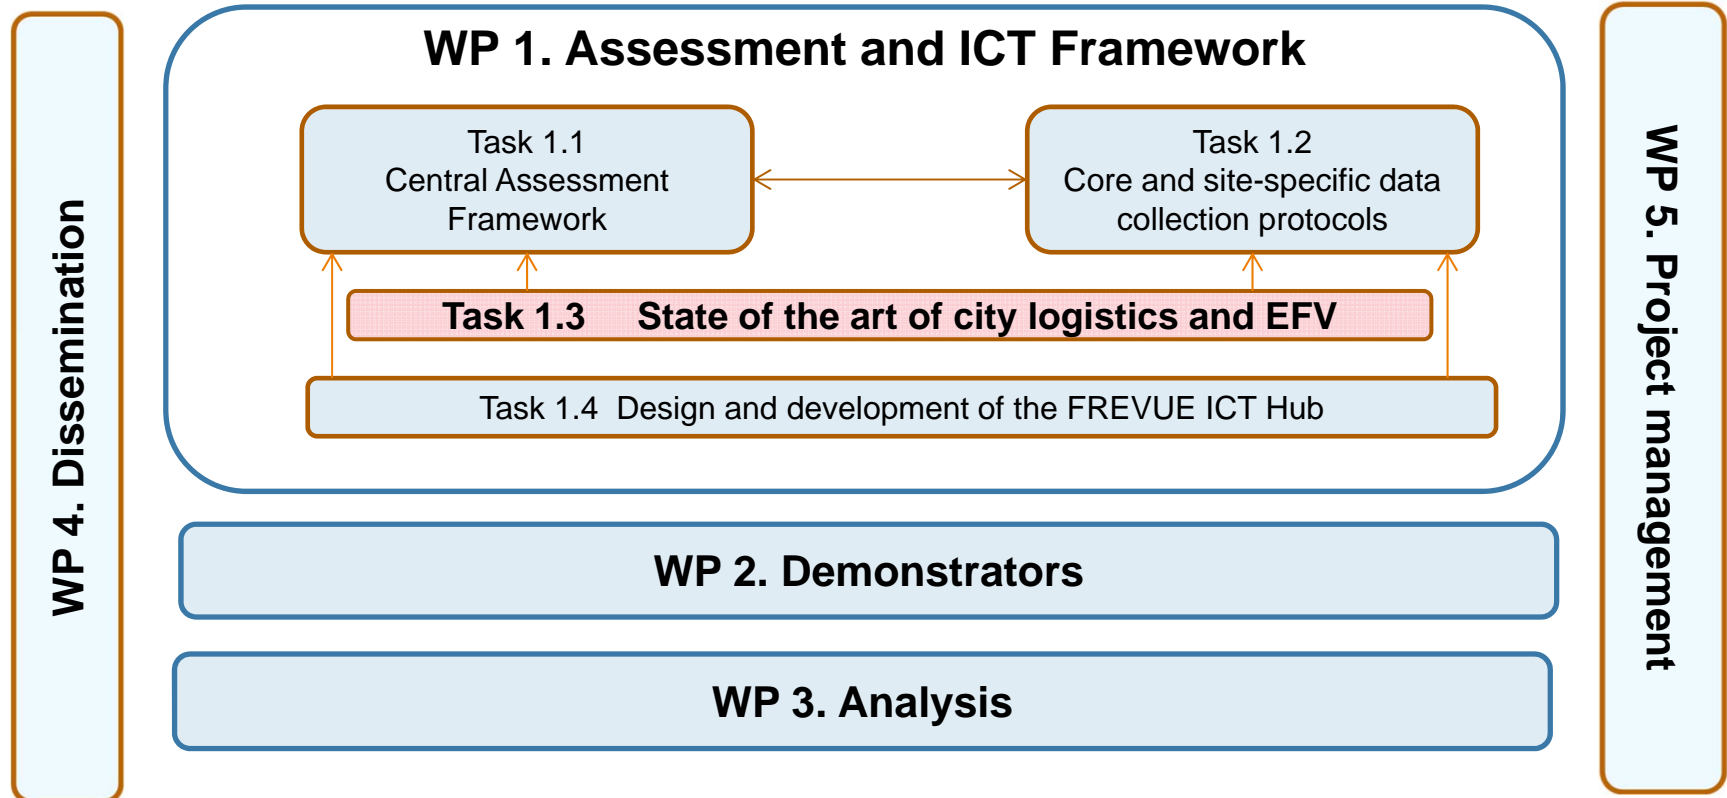 WP 4. Dissemination
WP 1. Assessment and ICT Framework
Task 1.1
Central Assessment
Framework
Task 1.2
Core and site-specific data
collection protocols
Task 1.3 State of the art of city logistics and EFV
Task 1.4 Design and development of the FREVUE ICT Hub
WP 2. Demonstrators
WP 3. Analysis
WP 5. Project management